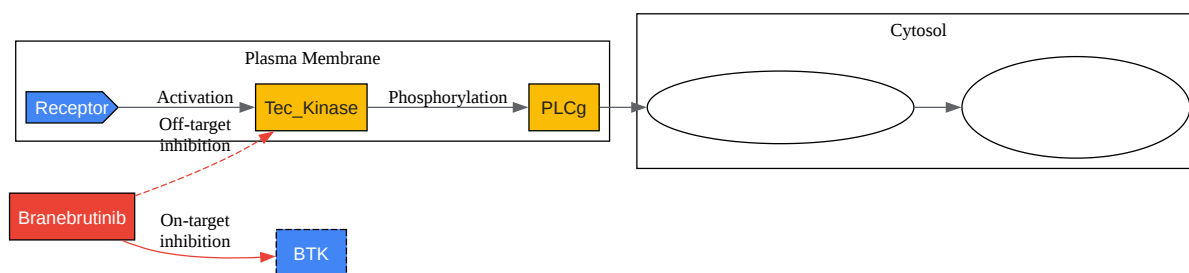 Cytosol
Plasma Membrane
Receptor
Activation
Tec_Kinase
Phosphorylation
PLCg
Off-target
inhibition
Branebrutinib
On-target
inhibition
BTK